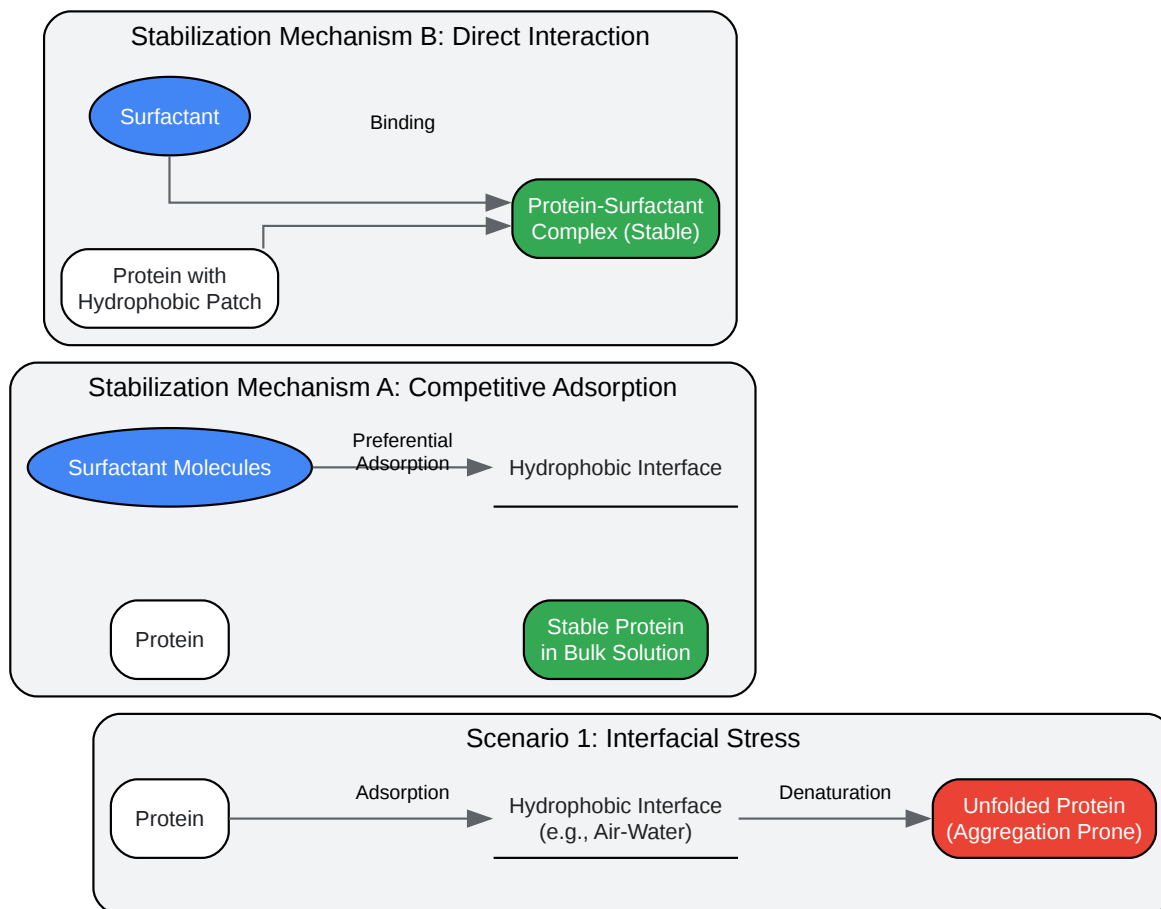 Stabilization Mechanism B: Direct Interaction
Surfactant
Binding
Protein-Surfactant
Complex (Stable)
Protein with
Hydrophobic Patch
Stabilization Mechanism A: Competitive Adsorption
Surfactant Molecules
Preferential
Adsorption
Hydrophobic Interface
Protein
Stable Protein
in Bulk Solution
Scenario 1: Interfacial Stress
Protein
Adsorption
Hydrophobic Interface
(e.g., Air-Water)
Denaturation
Unfolded Protein
(Aggregation Prone)